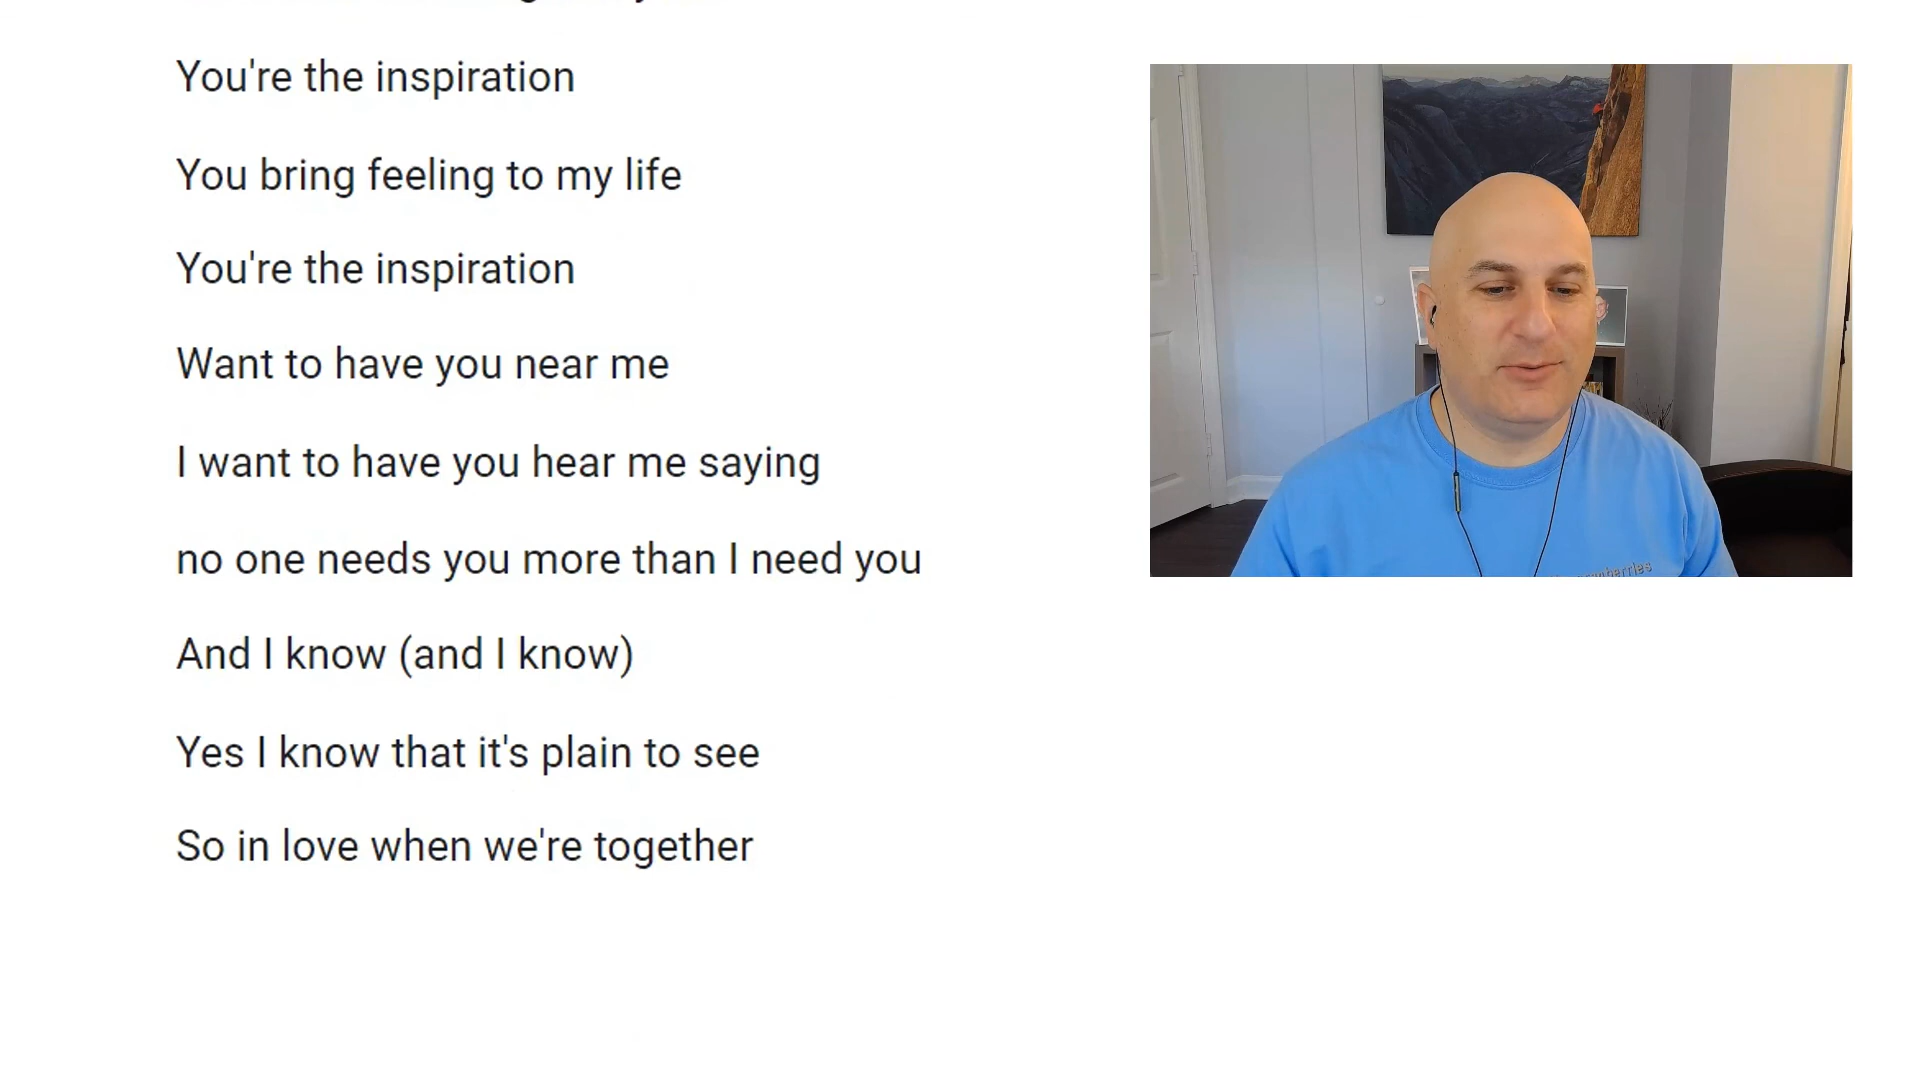 You're the inspiration
You bring feeling to my life
You're the inspiration
Want to have you near me
I want to have you hear me saying
no one needs you more than I need you
And I know (and I know)
Yes I know that it's plain to see
So in love when we're together